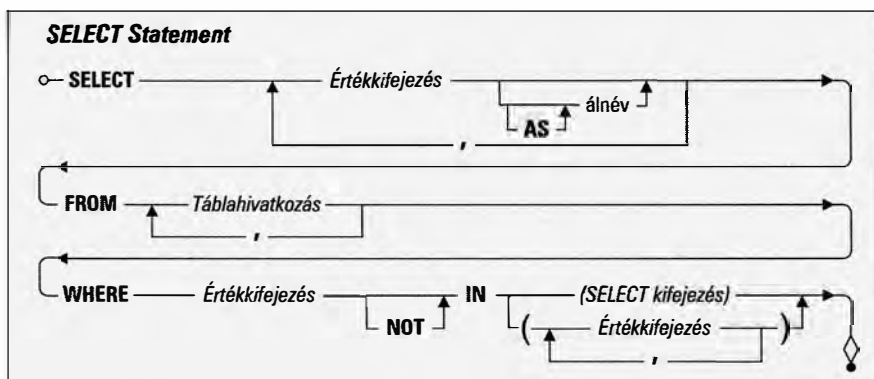 SELECT Statement
SELECT Értékkifejezés
AS álnév
,
FROM Táblahivatkozás
,
WHERE Értékkifejezés NOT IN (SELECT kifejezés)
( Értékkifejezés )
,